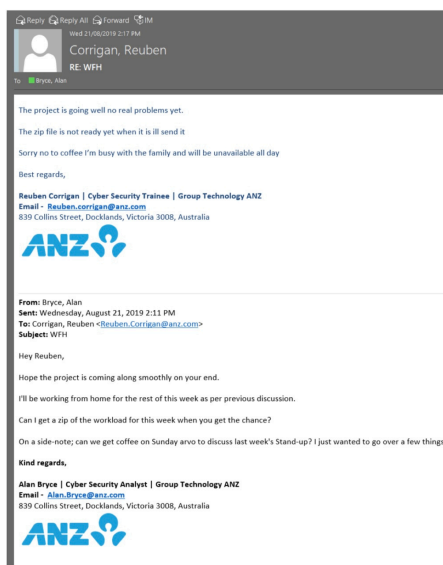 Reply Reply All Forward IM
Wed 21/08/2019 2:17 PM
Corrigan, Reuben
RE: WFH
To Bryce, Alan
The project is going well no real problems yet.
The zip file is not ready yet when it is ill send it
Sorry no to coffee I'm busy with the family and will be unavailable all day
Best regards,
Reuben Corrigan | Cyber Security Trainee | Group Technology ANZ
Email - Reuben.corrigan@anz.com
839 Collins Street, Docklands, Victoria 3008, Australia
ANZ
From: Bryce, Alan
Sent: Wednesday, August 21, 2019 2:11 PM
To: Corrigan, Reuben <Reuben.Corrigan@anz.com>
Subject: WFH
Hey Reuben,
Hope the project is coming along smoothly on your end.
I'll be working from home for the rest of this week as per previous discussion.
Can I get a zip of the workload for this week when you get the chance?
On a side-note; can we get coffee on Sunday arvo to discuss last week's Stand-up? I just wanted to go over a few things
Kind regards,
Alan Bryce | Cyber Security Analyst | Group Technology ANZ
Email - Alan.Bryce@anz.com
839 Collins Street, Docklands, Victoria 3008, Australia
ANZ